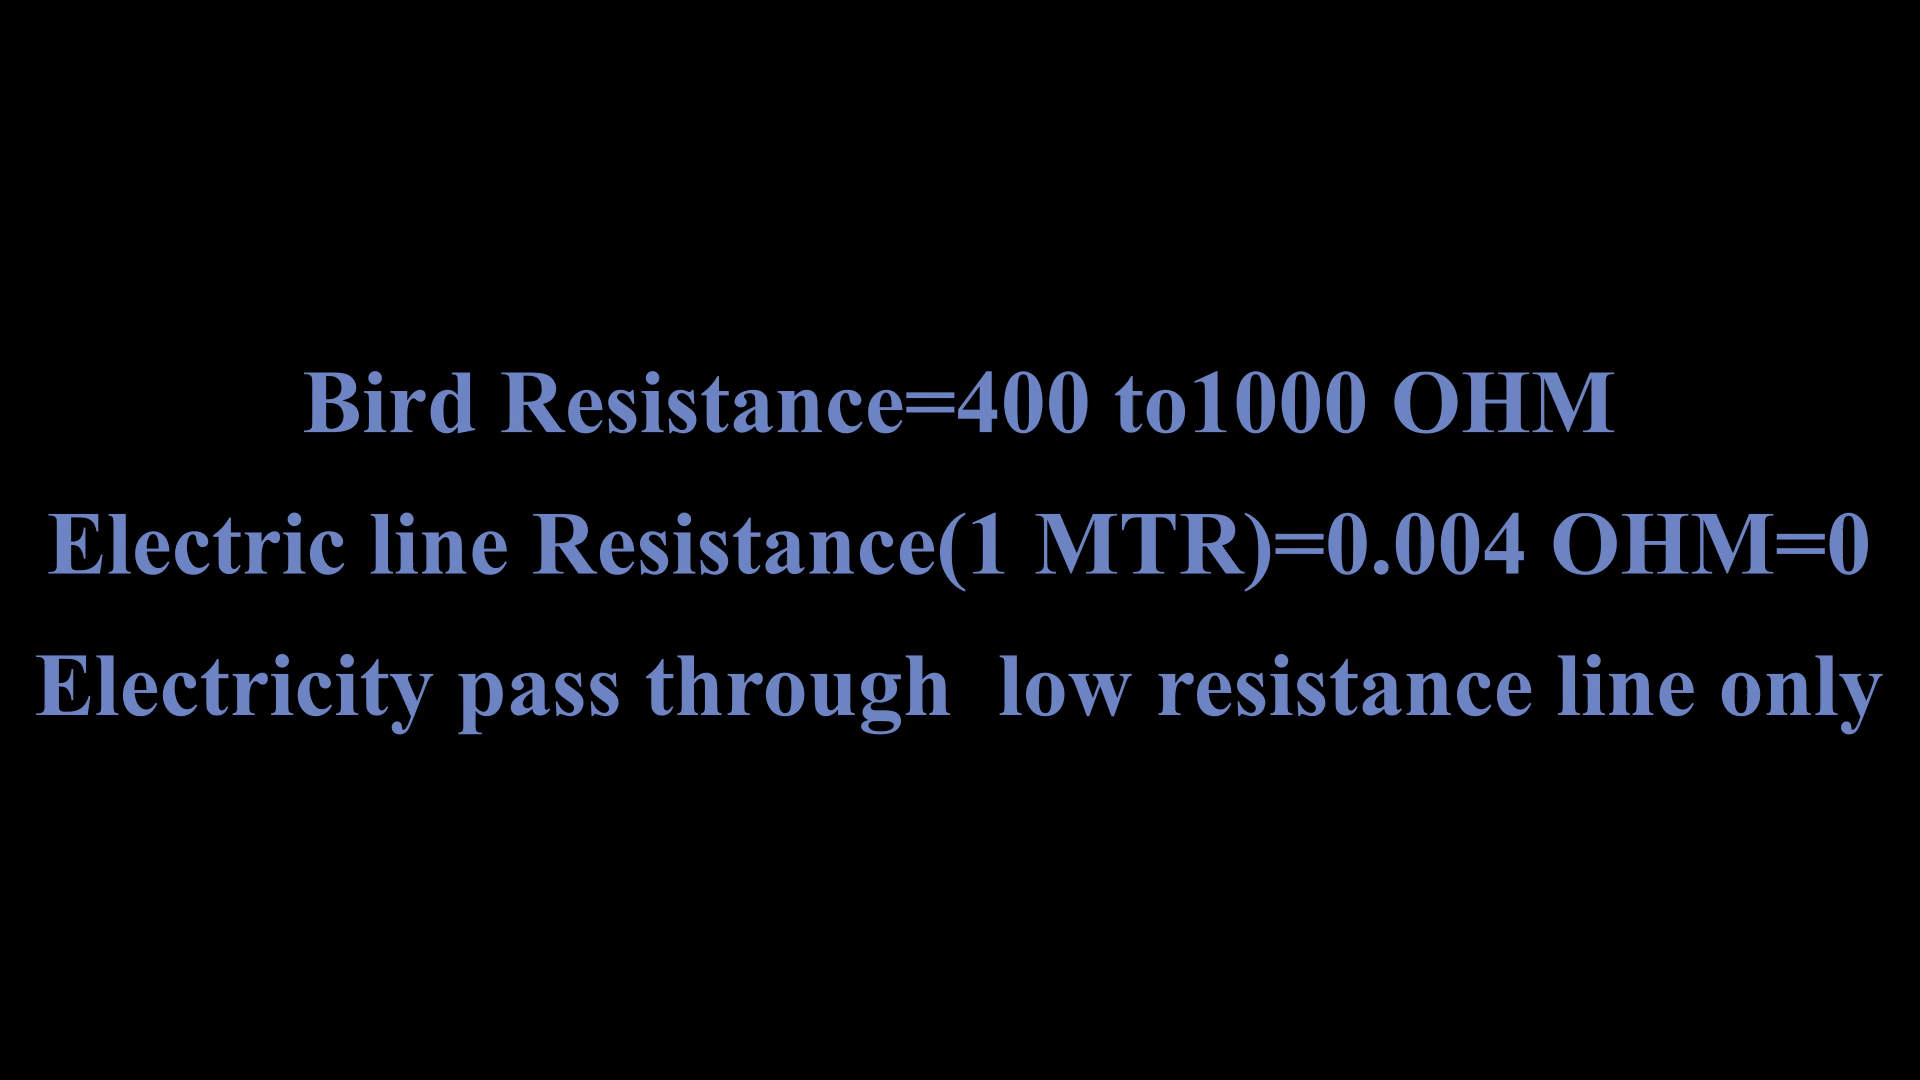 Bird Resistance=400 to1000 OHM
Electric line Resistance(1 MTR)=0.004 OHM=0
Electricity pass through  low resistance line only